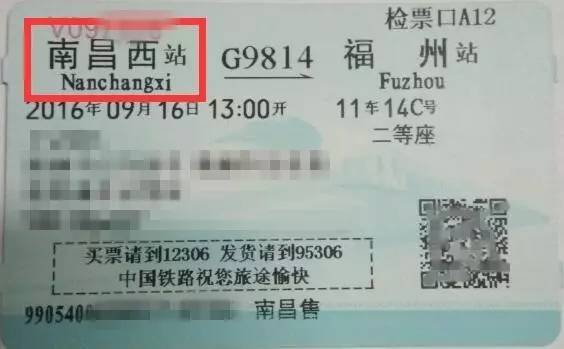 检票口A12
南昌西站 G9814 福州站
Nanchangxi Fuzhou
2016年09月16日 13:00开 11车14C号
二等座
买票请到12306 发货请到95306
中国铁路祝您旅途愉快
南昌售